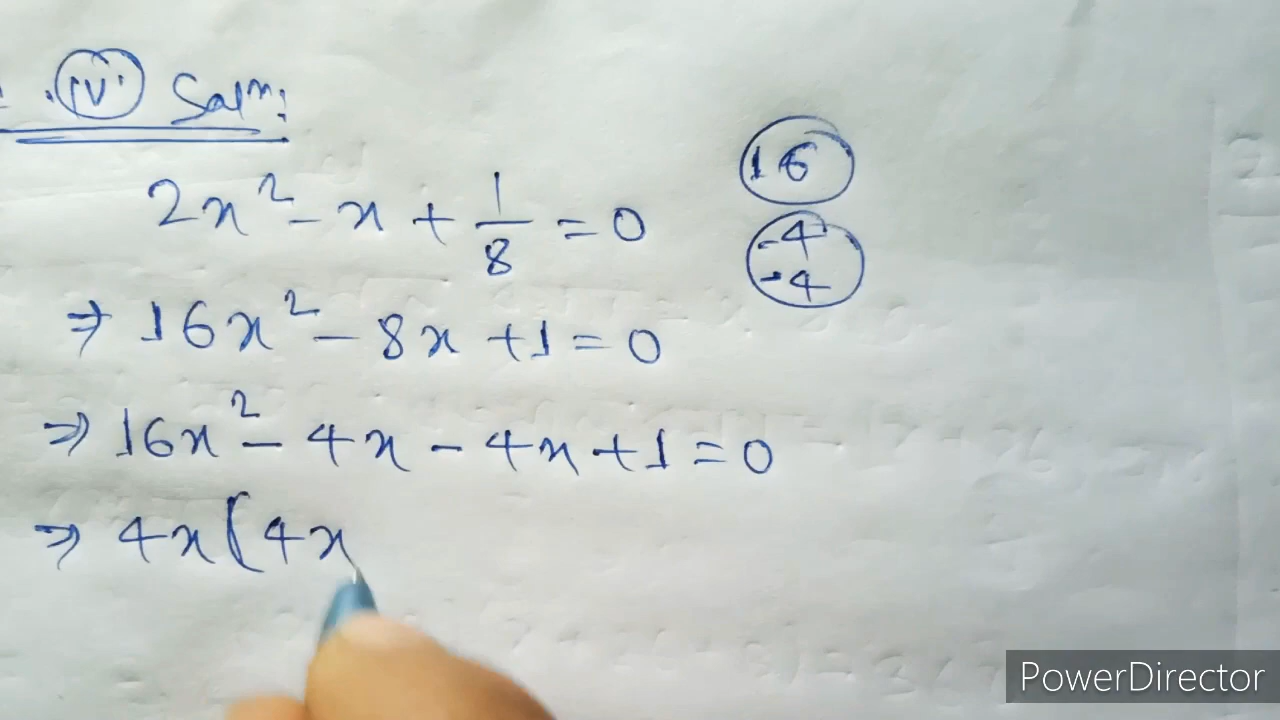 (iv) Solⁿ:
2x² - x + 1/8 = 0
⇒ 16x² - 8x + 1 = 0
⇒ 16x² - 4x - 4x + 1 = 0
⇒ 4x(4x
16
-4
-4
PowerDirector